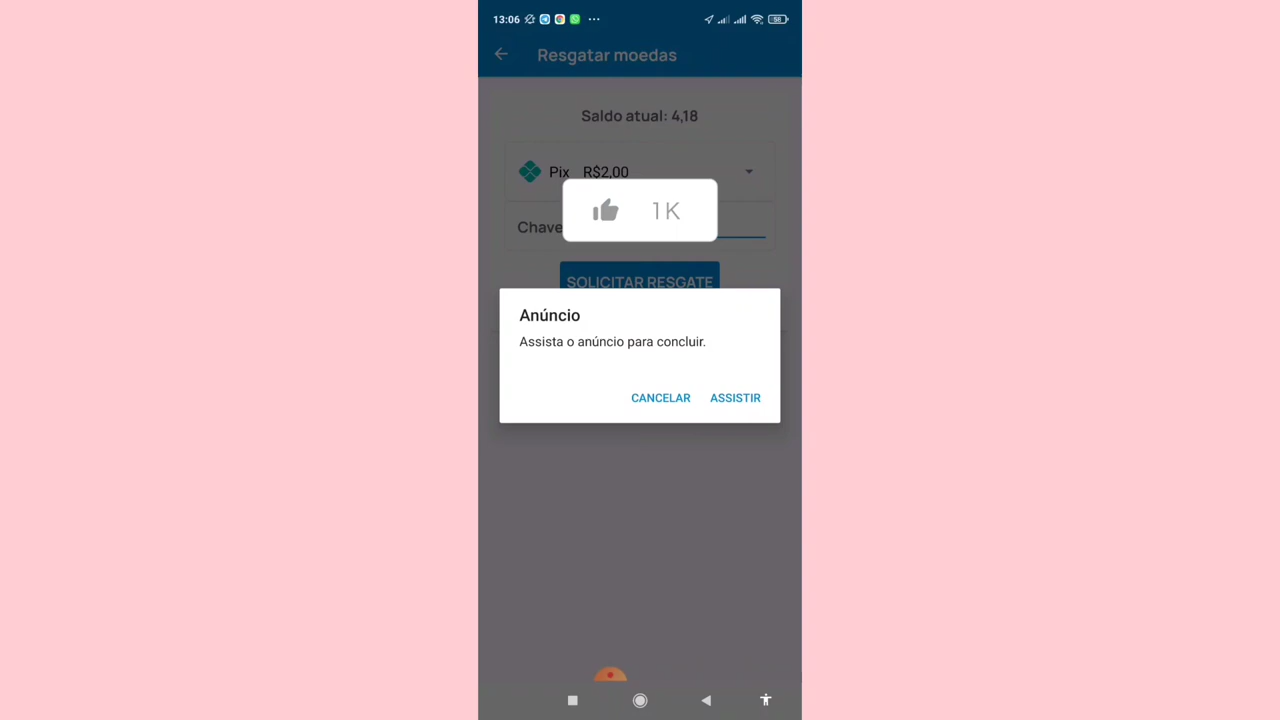 13:06
58
Resgatar moedas
Saldo atual: 4,18
Pix R$2,00
1K
Chave
SOLICITAR RESGATE
Anúncio
Assista o anúncio para concluir.
CANCELAR ASSISTIR